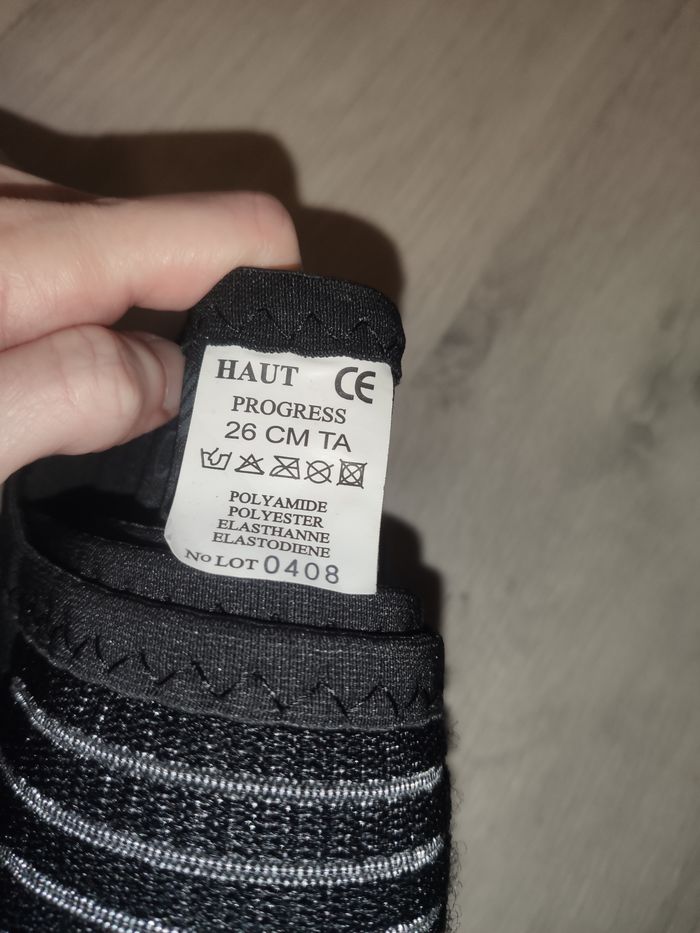 HAUT CE
PROGRESS
26 CM TA
POLYAMIDE
POLYESTER
ELASTHANNE
ELASTODIENE
No LOT 0408